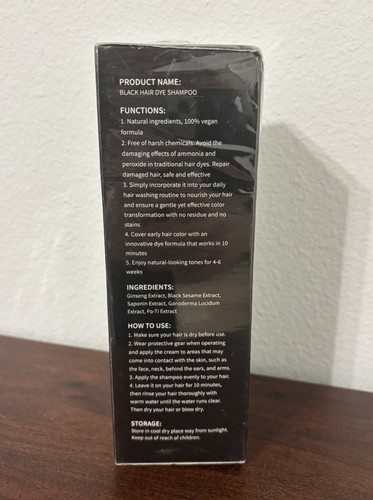 PRODUCT NAME:
BLACK HAIR DYE SHAMPOO
FUNCTIONS:
1. Natural ingredients, 100% vegan
formula
2. Free of harsh chemicals. Avoid the
damaging effects of ammonia and
peroxide in traditional hair dyes. Repair
damaged hair, safe and effective
3. Simply incorporate it into your daily
hair washing routine to nourish your hair
and ensure a gentle yet effective color
transformation with no residue and no
stains
4. Cover early hair color with an
innovative dye formula that works in 10
minutes
5. Enjoy natural-looking tones for 4-6
weeks
INGREDIENTS:
Ginseng Extract, Black Sesame Extract,
Saponin Extract, Ganoderma Lucidum
Extract, Fo-Ti Extract
HOW TO USE:
1. Make sure your hair is dry before use.
2. Wear protective gear when operating
and apply the cream to areas that may
come into contact with the skin, such as
the face, neck, behind the ears, and arms.
3. Apply the shampoo evenly to your hair.
4. Leave it on your hair for 10 minutes,
then rinse your hair thoroughly with
warm water until the water runs clear.
Then dry your hair or blow dry.
STORAGE:
Store in cool dry place way from sunlight.
Keep out of reach of children.